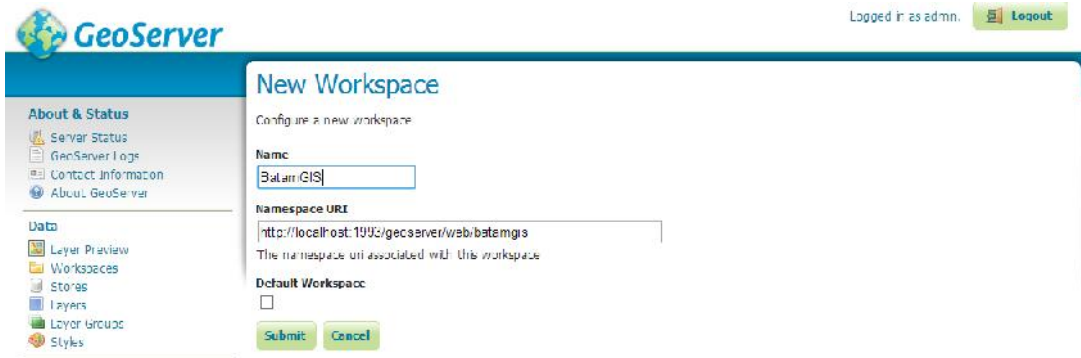 GeoServer
Logged in as admin.
Logout
New Workspace
Configure a new workspace
Name
BatamGIS
Namespace URI
http://localhost:1993/geoserver/web/batamgis
The namespace uri associated with this workspace
Default Workspace
Submit
Cancel
About & Status
Server Status
GeoServer Logs
Contact Information
About GeoServer
Data
Layer Preview
Workspaces
Stores
Layers
Layer Groups
Styles